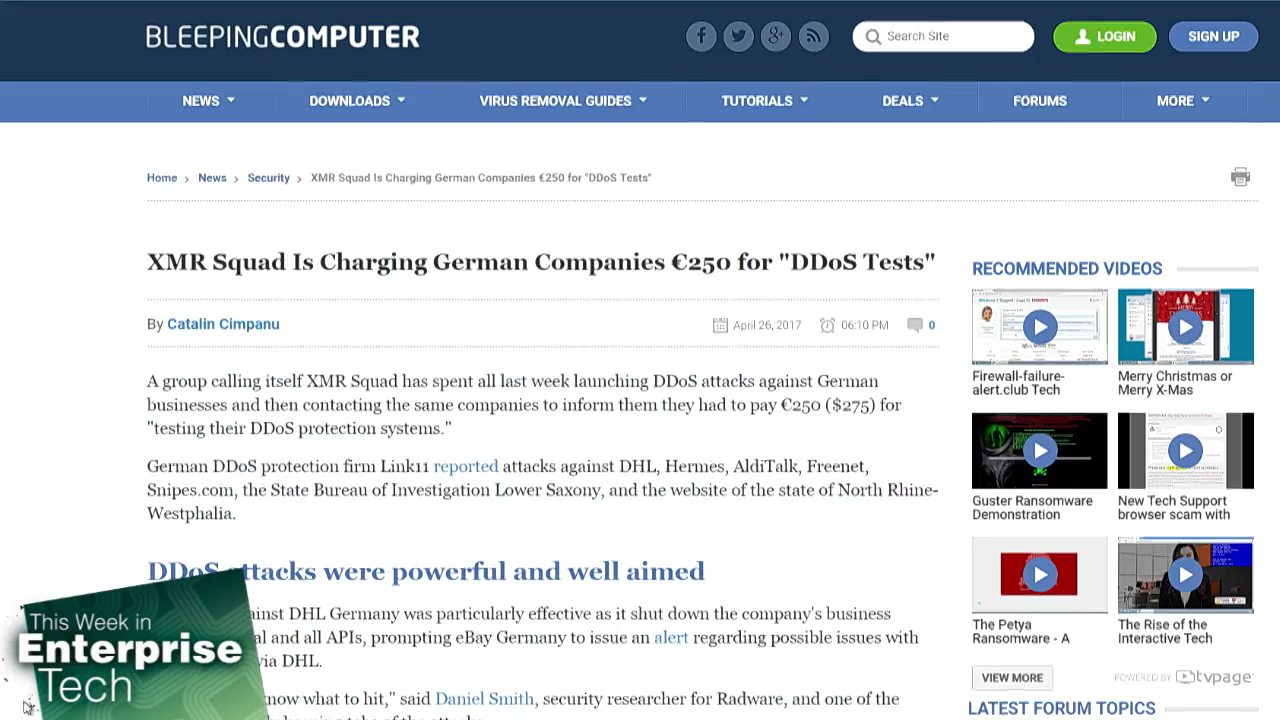 BLEEPINGCOMPUTER
Search Site
LOGIN
SIGN UP
NEWS
DOWNLOADS
VIRUS REMOVAL GUIDES
TUTORIALS
DEALS
FORUMS
MORE
Home > News > Security > XMR Squad Is Charging German Companies €250 for "DDoS Tests"
XMR Squad Is Charging German Companies €250 for "DDoS Tests"
By Catalin Cimpanu
April 26, 2017
06:10 PM
0
A group calling itself XMR Squad has spent all last week launching DDoS attacks against German
businesses and then contacting the same companies to inform them they had to pay €250 ($275) for
"testing their DDoS protection systems."
German DDoS protection firm Link11 reported attacks against DHL, Hermes, AldiTalk, Freenet,
Snipes.com, the State Bureau of Investigation Lower Saxony, and the website of the state of North Rhine-
Westphalia.
DDoS attacks were powerful and well aimed
inst DHL Germany was particularly effective as it shut down the company's business
al and all APIs, prompting eBay Germany to issue an alert regarding possible issues with
via DHL.
now what to hit," said Daniel Smith, security researcher for Radware, and one of the
RECOMMENDED VIDEOS
Firewall-failure-
alert.club Tech
Merry Christmas or
Merry X-Mas
Guster Ransomware
Demonstration
New Tech Support
browser scam with
The Petya
Ransomware - A
The Rise of the
Interactive Tech
VIEW MORE
POWERED BY tvpage
LATEST FORUM TOPICS
This Week in
Enterprise
Tech